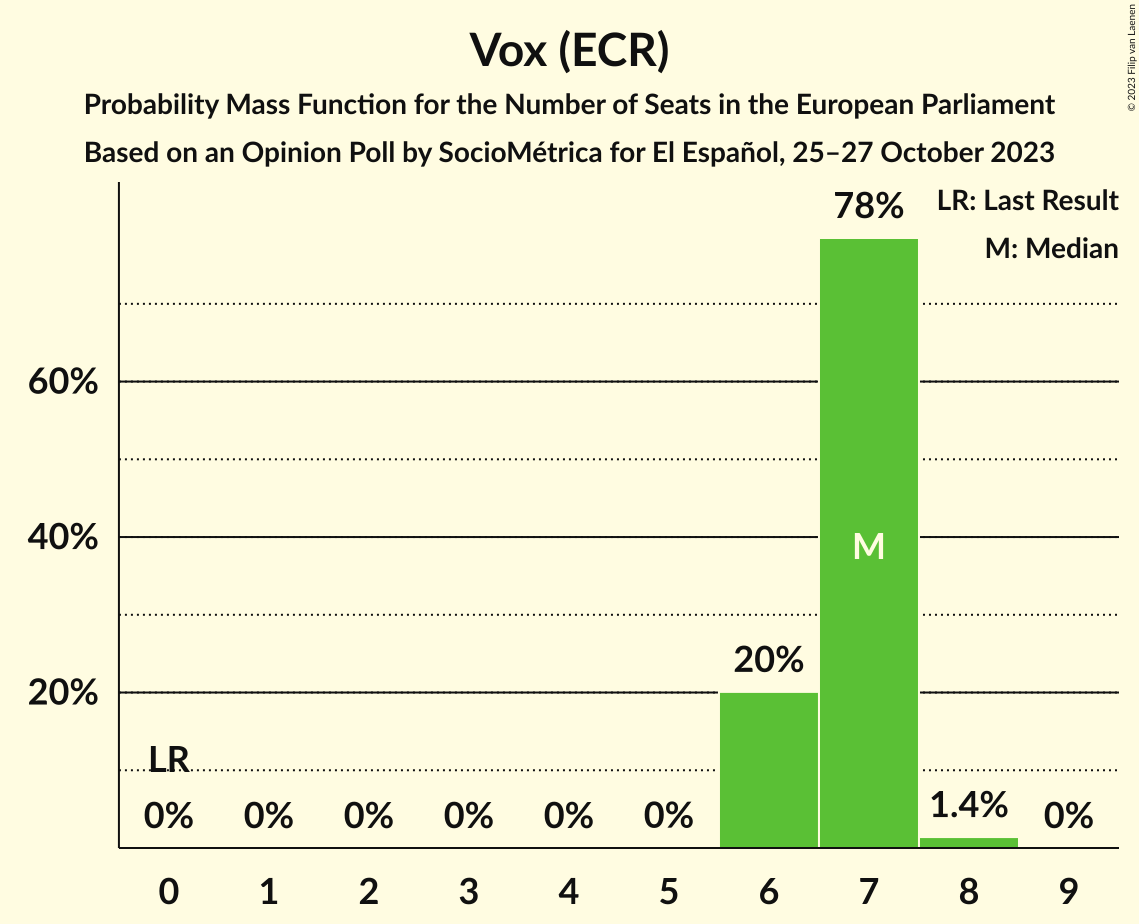 Vox (ECR)
Probability Mass Function for the Number of Seats in the European Parliament
Based on an Opinion Poll by SocioMétrica for El Español, 25–27 October 2023
© 2023 Filip van Laenen
LR: Last Result
M: Median
78%
60%
40%
M
20%
20%
LR
0% 0% 0% 0% 0% 0% 1.4% 0%
0 1 2 3 4 5 6 7 8 9